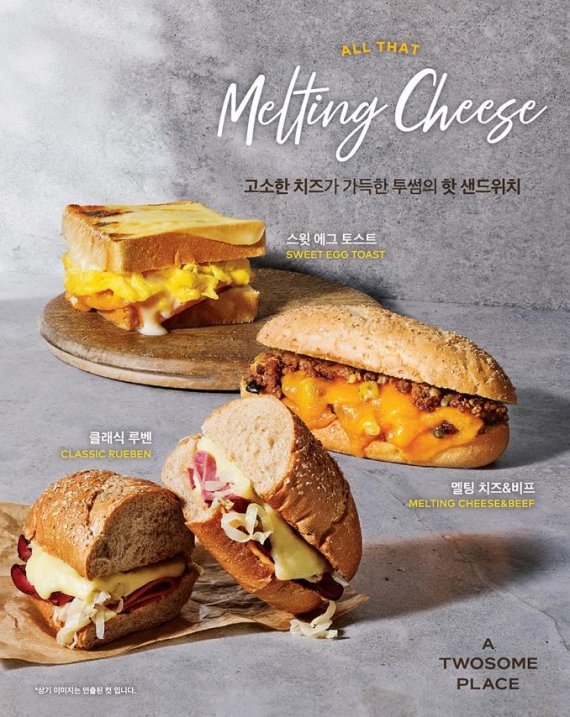 ALL THAT
Melting Cheese
고소한 치즈가 가득한 투썸의 핫 샌드위치
스윗 에그 토스트
SWEET EGG TOAST
클래식 루벤
CLASSIC RUEBEN
멜팅 치즈&비프
MELTING CHEESE&BEEF
A
TWOSOME
PLACE
*상기 이미지는 연출된 컷 입니다.